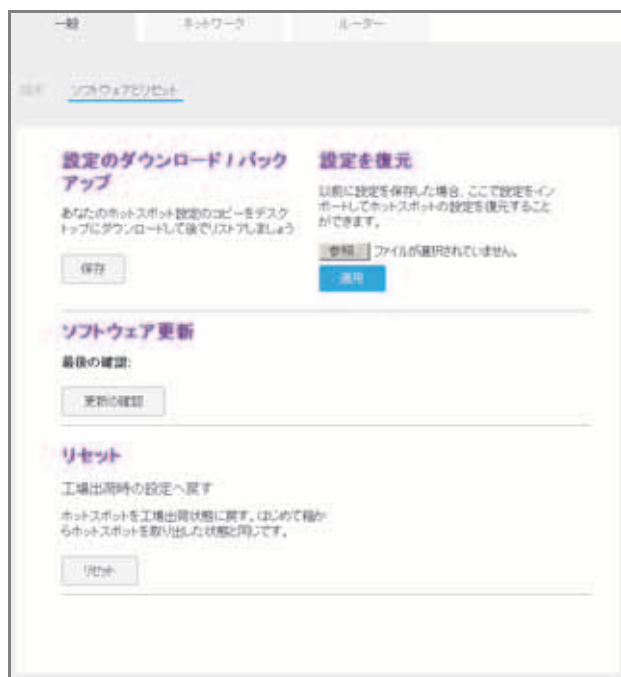 一般
ネットワーク
ルーター
ソフトウェアとリセット
設定のダウンロード / バック
アップ
あなたのホットスポット設定のコピーをデスク
トップにダウンロードして後でリストアしましょう
保存
設定を復元
以前に設定を保存した場合、ここで設定をイン
ポートしてホットスポットの設定を復元すること
ができます。
参照... ファイルが選択されていません。
適用
ソフトウェア更新
最後の確認:
更新の確認
リセット
工場出荷時の設定へ戻す
ホットスポットを工場出荷状態に戻す。はじめて箱か
らホットスポットを取り出した状態と同じです。
リセット